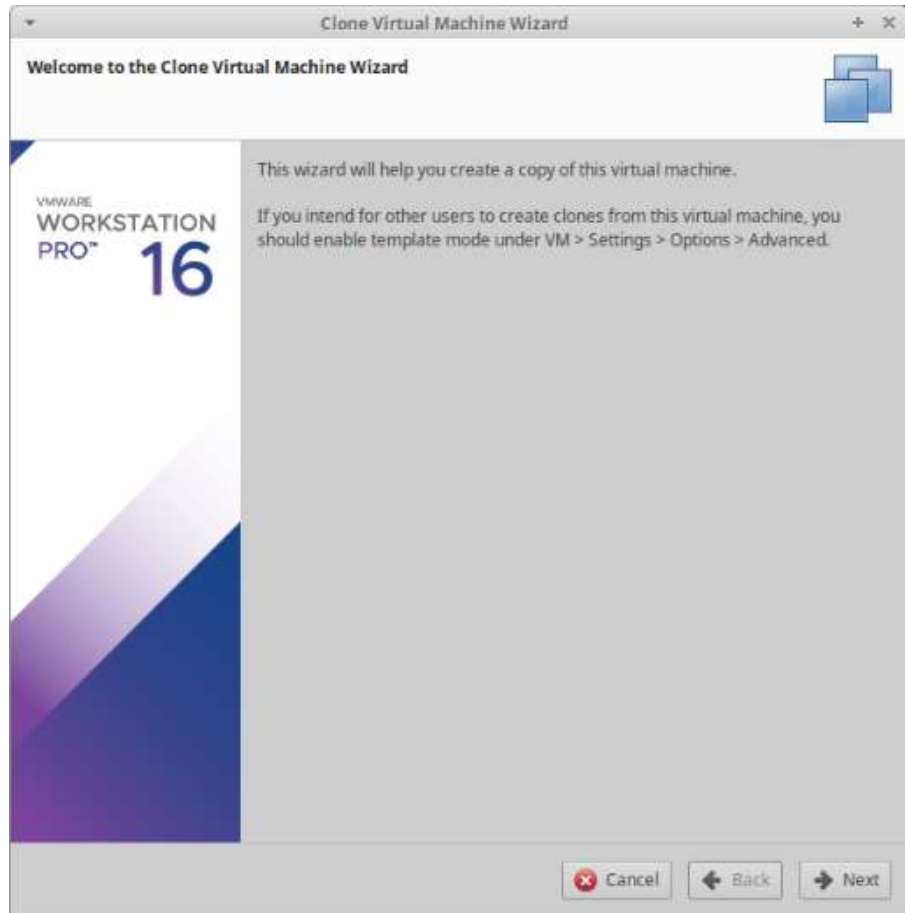 Clone Virtual Machine Wizard
Welcome to the Clone Virtual Machine Wizard
VMWARE
WORKSTATION
PRO™ 16
This wizard will help you create a copy of this virtual machine.
If you intend for other users to create clones from this virtual machine, you
should enable template mode under VM > Settings > Options > Advanced.
Cancel
Back
Next